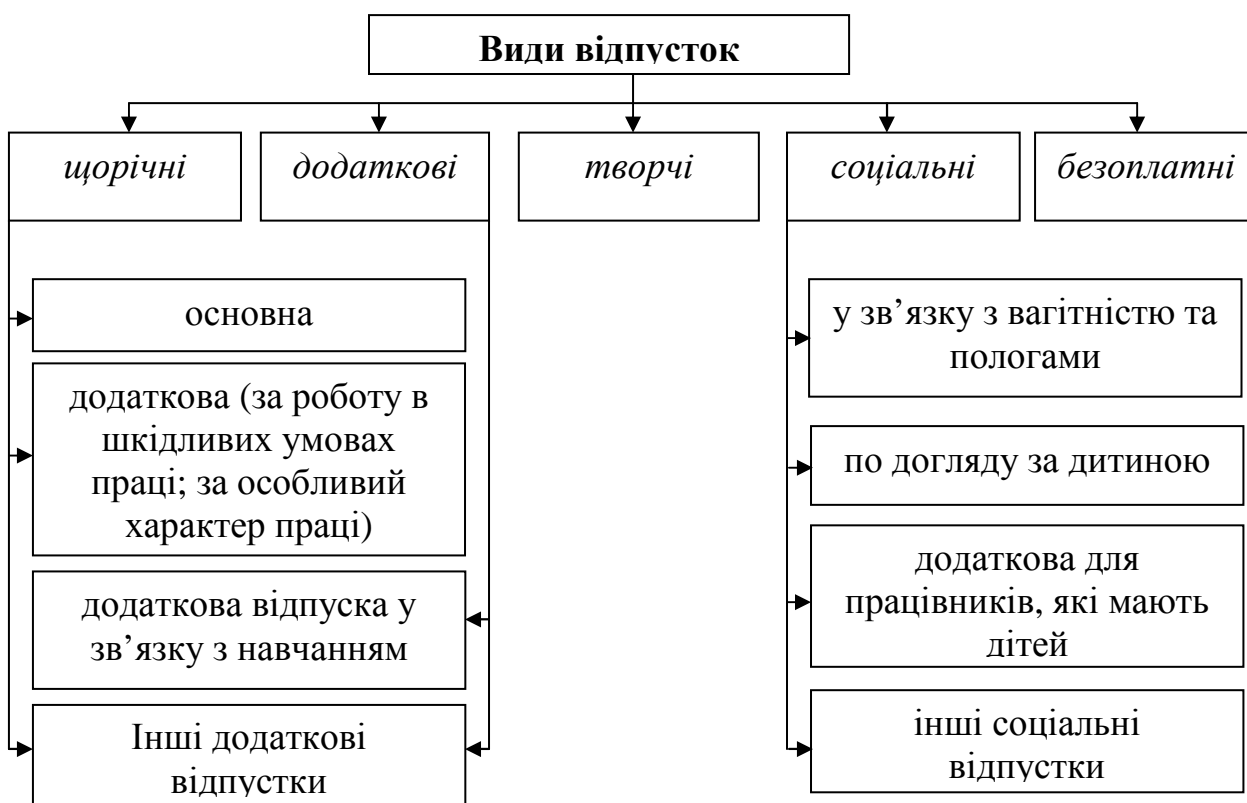 Види відпусток
щорічні
додаткові
творчі
соціальні
безоплатні
основна
додаткова (за роботу в
шкідливих умовах
праці; за особливий
характер праці)
додаткова відпуска у
зв’язку з навчанням
Інші додаткові
відпустки
у зв’язку з вагітністю та
пологами
по догляду за дитиною
додаткова для
працівників, які мають
дітей
інші соціальні
відпустки